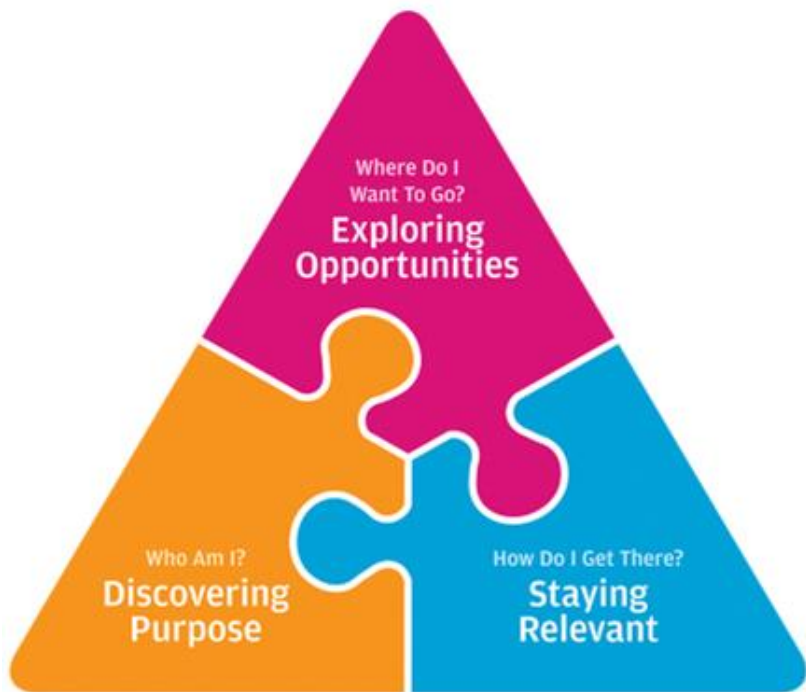 Where Do I
Want To Go?
Exploring
Opportunities
Who Am I?
Discovering
Purpose
How Do I Get There?
Staying
Relevant